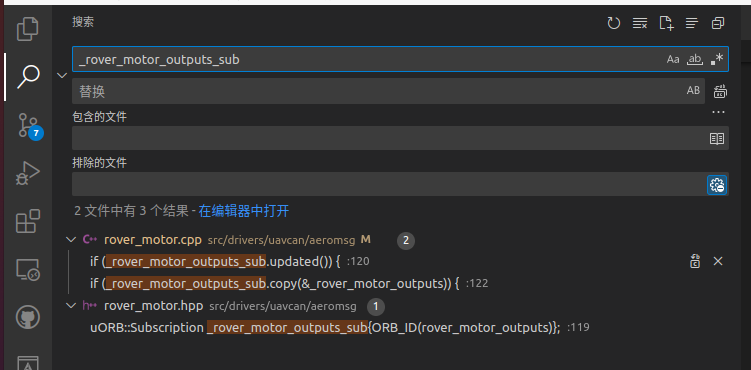 搜索
_rover_motor_outputs_sub
Aa ab .*
替换
AB
包含的文件
排除的文件
2 文件中有 3 个结果 - 在编辑器中打开
7
rover_motor.cpp src/drivers/uavcan/aeromsg M 2
if (_rover_motor_outputs_sub.updated()) { :120
if (_rover_motor_outputs_sub.copy(&_rover_motor_outputs)) { :122
rover_motor.hpp src/drivers/uavcan/aeromsg 1
uORB::Subscription _rover_motor_outputs_sub{ORB_ID(rover_motor_outputs)}; :119